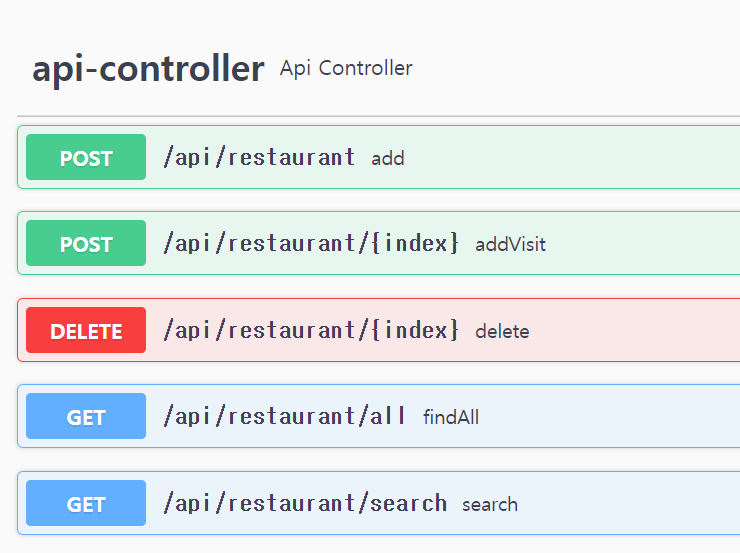 api-controller Api Controller
POST /api/restaurant add
POST /api/restaurant/{index} addVisit
DELETE /api/restaurant/{index} delete
GET /api/restaurant/all findAll
GET /api/restaurant/search search